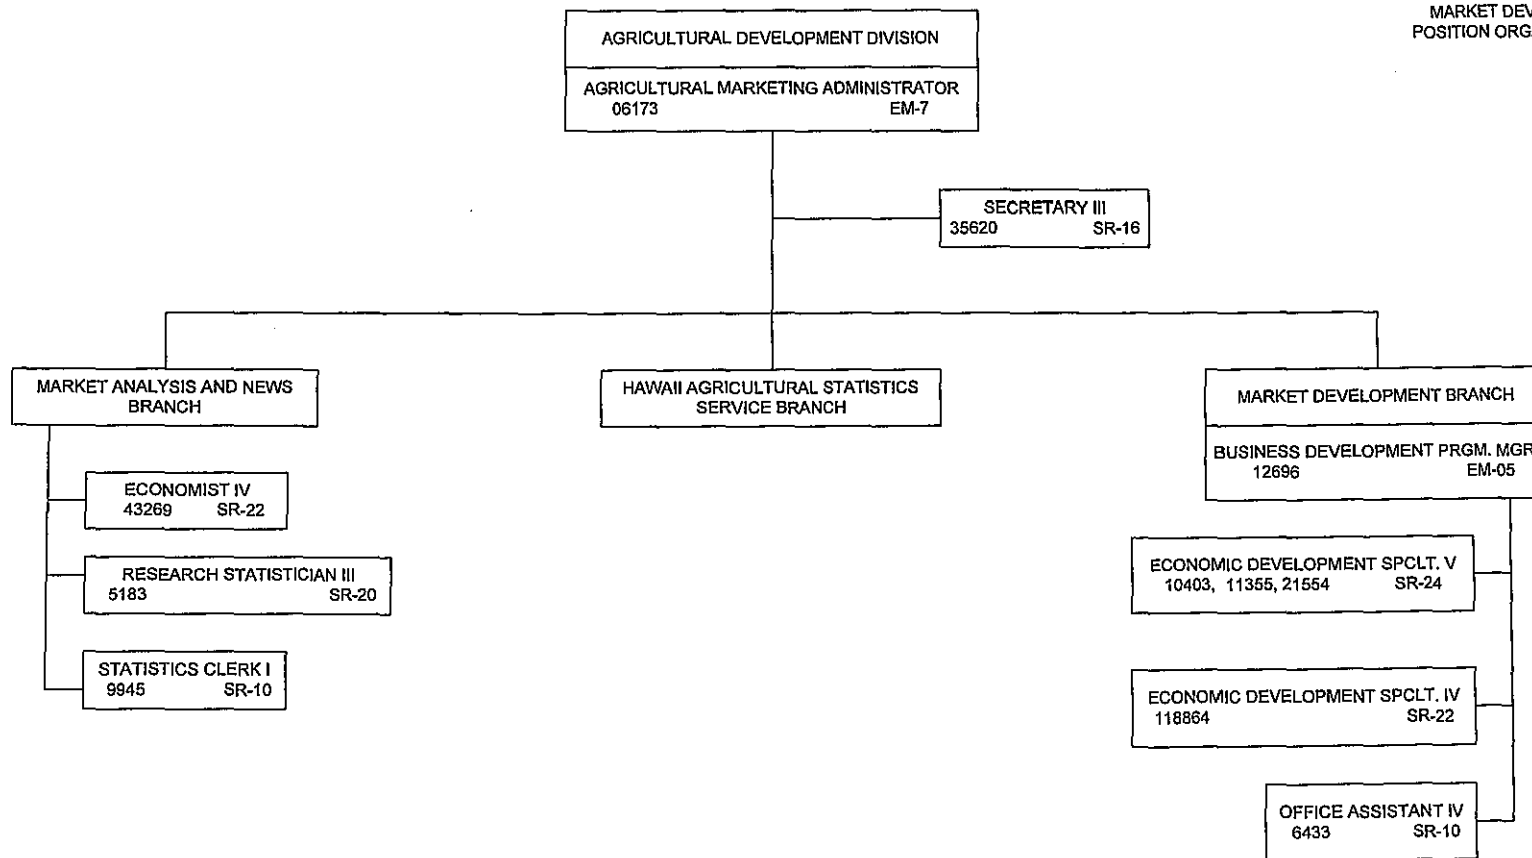 MARKET DEV
POSITION ORG
AGRICULTURAL DEVELOPMENT DIVISION
AGRICULTURAL MARKETING ADMINISTRATOR
06173 EM-7
SECRETARY III
35620 SR-16
MARKET ANALYSIS AND NEWS
BRANCH
HAWAII AGRICULTURAL STATISTICS
SERVICE BRANCH
MARKET DEVELOPMENT BRANCH
BUSINESS DEVELOPMENT PRGM. MGR
12696 EM-05
ECONOMIST IV
43269 SR-22
RESEARCH STATISTICIAN III
5183 SR-20
STATISTICS CLERK I
9945 SR-10
ECONOMIC DEVELOPMENT SPCLT. V
10403, 11355, 21554 SR-24
ECONOMIC DEVELOPMENT SPCLT. IV
118864 SR-22
OFFICE ASSISTANT IV
6433 SR-10